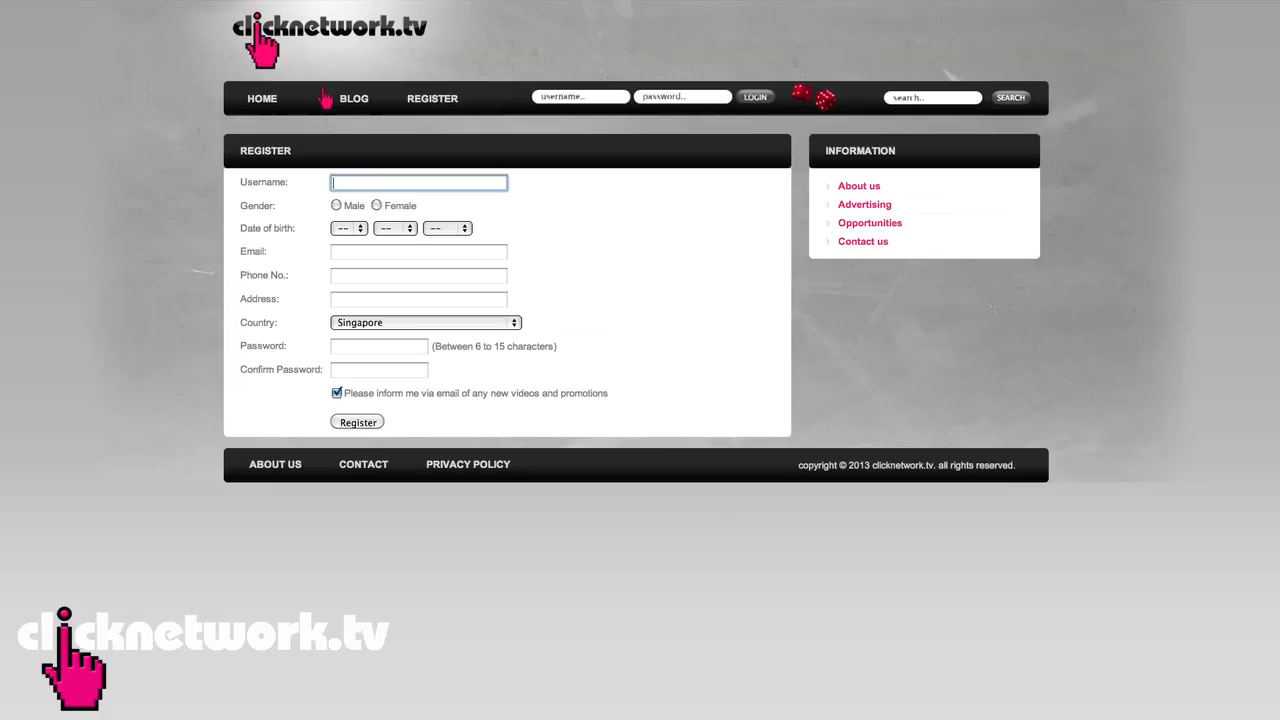 clicknetwork.tv
HOME BLOG REGISTER username.. password.. LOGIN search.. SEARCH
REGISTER
Username:
Gender: Male Female
Date of birth: -- -- --
Email:
Phone No.:
Address:
Country: Singapore
Password: (Between 6 to 15 characters)
Confirm Password:
Please inform me via email of any new videos and promotions
Register
INFORMATION
About us
Advertising
Opportunities
Contact us
ABOUT US CONTACT PRIVACY POLICY copyright © 2013 clicknetwork.tv. all rights reserved.
clicknetwork.tv